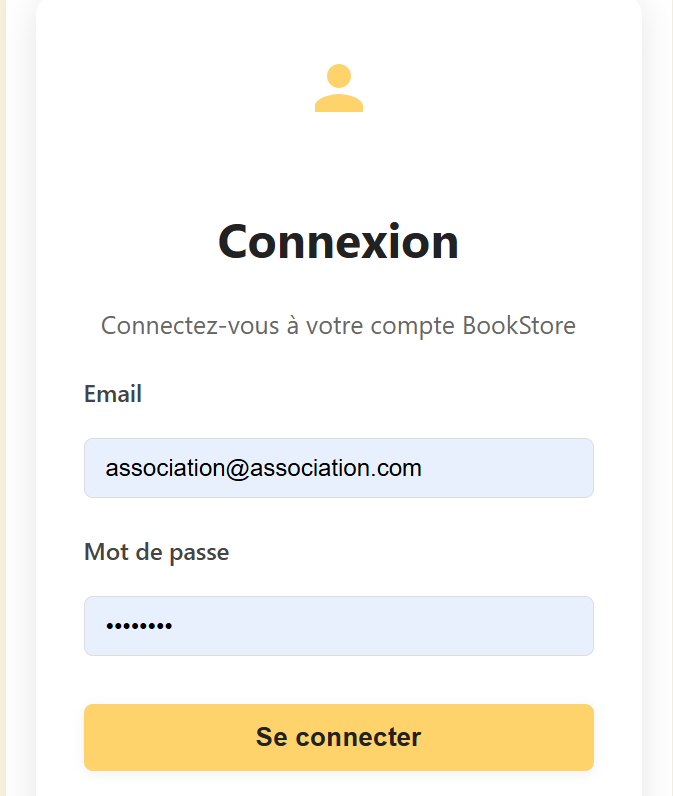 Connexion
Connectez-vous à votre compte BookStore
Email
association@association.com
Mot de passe
••••••••
Se connecter